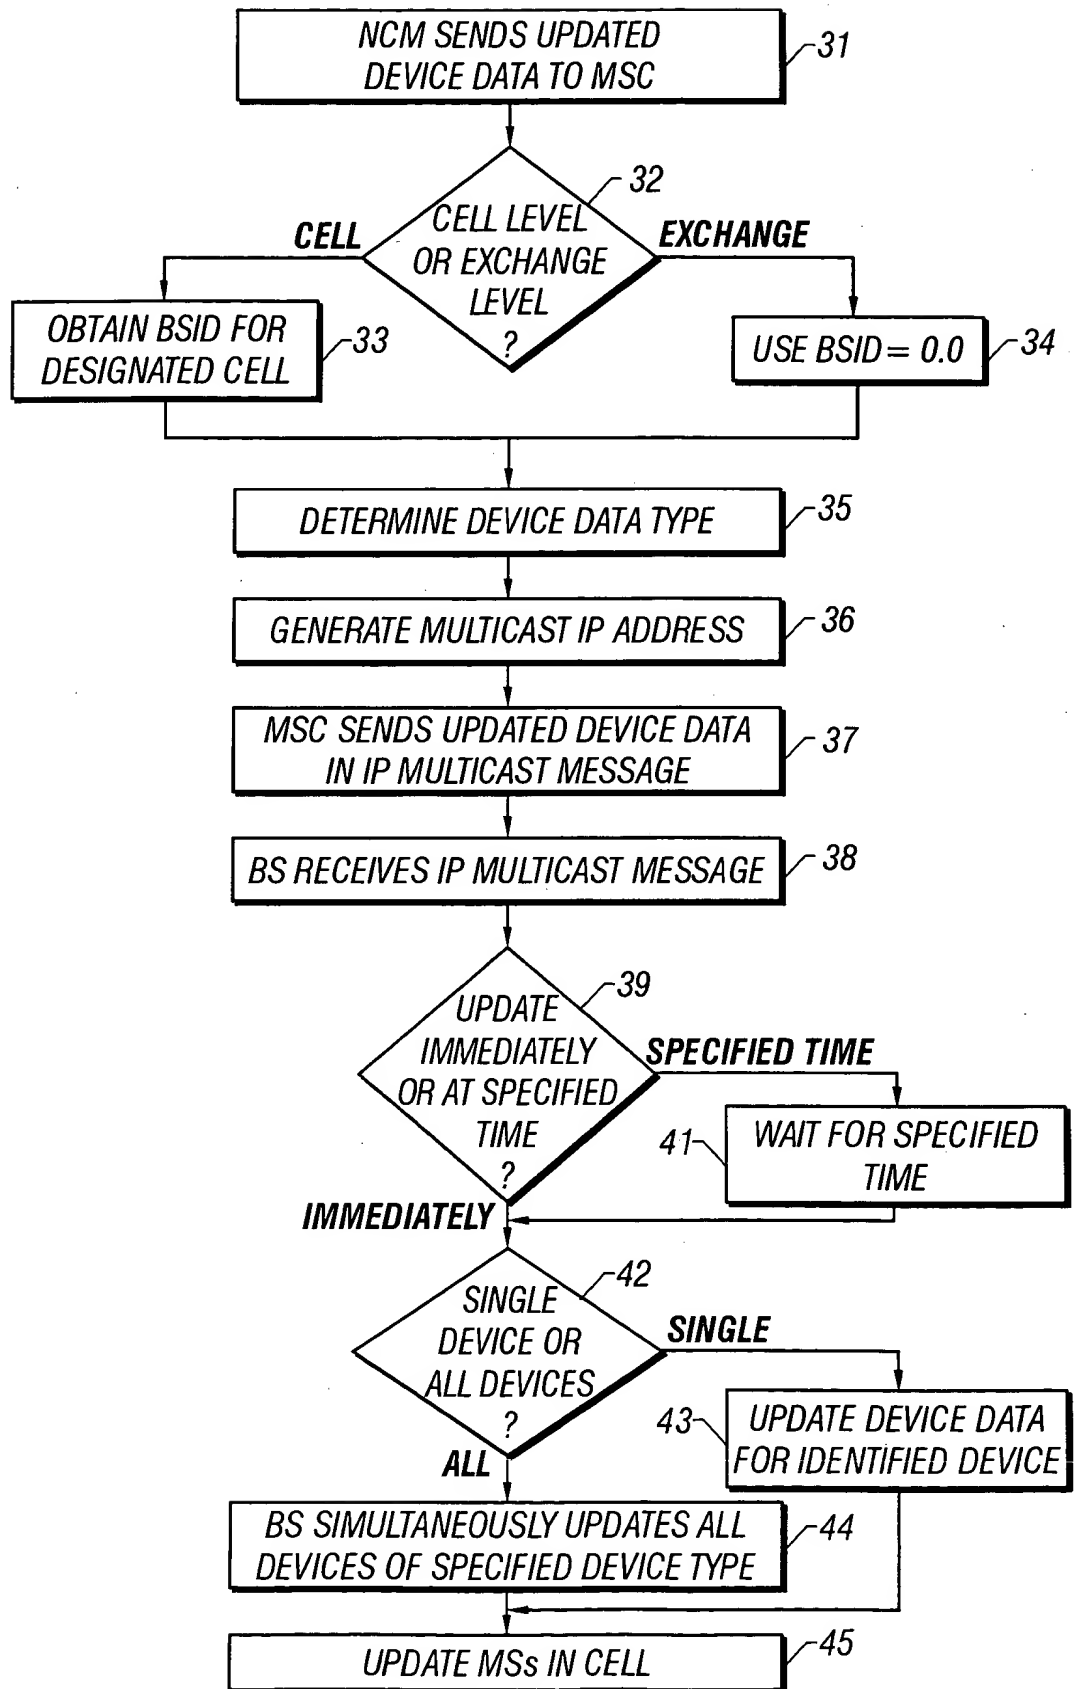 NCM SENDS UPDATED
DEVICE DATA TO MSC
31
32
CELL LEVEL
OR EXCHANGE
LEVEL
?
CELL
EXCHANGE
OBTAIN BSID FOR
DESIGNATED CELL
33
USE BSID = 0.0
34
DETERMINE DEVICE DATA TYPE
35
GENERATE MULTICAST IP ADDRESS
36
MSC SENDS UPDATED DEVICE DATA
IN IP MULTICAST MESSAGE
37
BS RECEIVES IP MULTICAST MESSAGE
38
39
UPDATE
IMMEDIATELY
OR AT SPECIFIED
TIME
?
SPECIFIED TIME
41
WAIT FOR SPECIFIED
TIME
IMMEDIATELY
42
SINGLE
DEVICE OR
ALL DEVICES
?
SINGLE
43
UPDATE DEVICE DATA
FOR IDENTIFIED DEVICE
ALL
BS SIMULTANEOUSLY UPDATES ALL
DEVICES OF SPECIFIED DEVICE TYPE
44
UPDATE MSs IN CELL
45